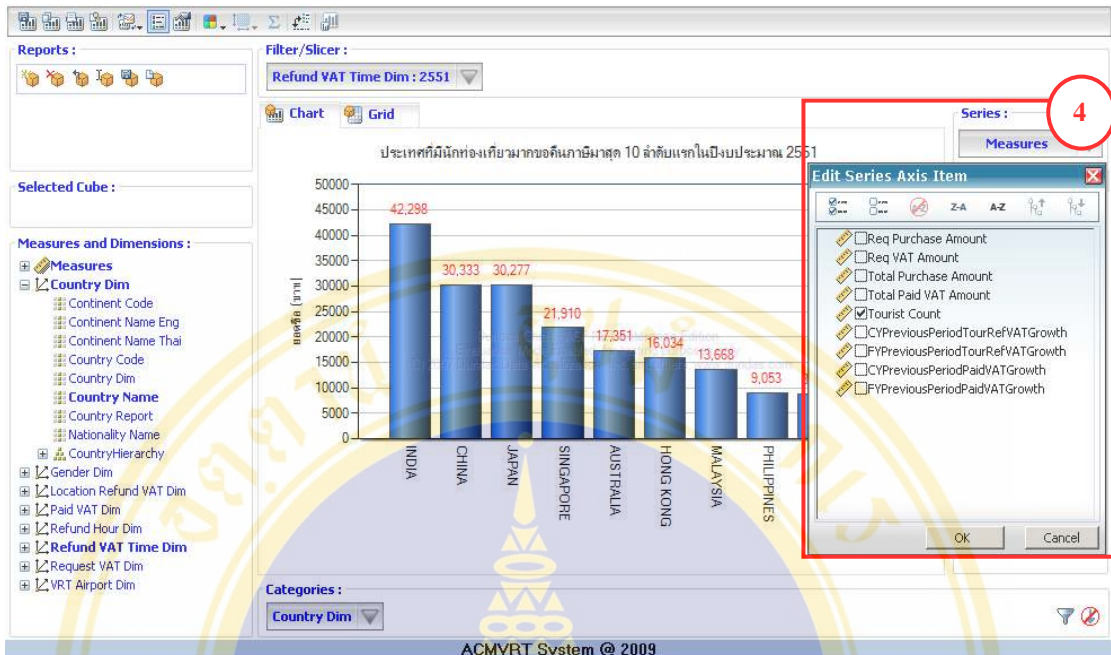 Reports :
Filter/Slicer :
Refund VAT Time Dim : 2551
Chart
Grid
Series :
4
Measures
ประเทศที่มีนักท่องเที่ยวมากขอคืนภาษีมาสุด 10 ลำดับแรกในปีงบประมาณ 2551
Selected Cube :
Measures and Dimensions :
Measures
Country Dim
Continent Code
Continent Name Eng
Continent Name Thai
Country Code
Country Dim
Country Name
Country Report
Nationality Name
CountryHierarchy
Gender Dim
Location Refund VAT Dim
Paid VAT Dim
Refund Hour Dim
Refund VAT Time Dim
Request VAT Dim
VRT Airport Dim
50000
45000
40000
35000
30000
25000
20000
15000
10000
5000
0
42,298
30,333
30,277
21,910
17,351
16,034
13,668
9,053
INDIA
CHINA
JAPAN
SINGAPORE
AUSTRALIA
HONG KONG
MALAYSIA
PHILIPPINES
Edit Series Axis Item
Z-A
A-Z
Req Purchase Amount
Req VAT Amount
Total Purchase Amount
Total Paid VAT Amount
Tourist Count
CYPreviousPeriodTourRefVATGrowth
FYPreviousPeriodTourRefVATGrowth
CYPreviousPeriodPaidVATGrowth
FYPreviousPeriodPaidVATGrowth
OK
Cancel
Categories :
Country Dim
ACMVRT System @ 2009